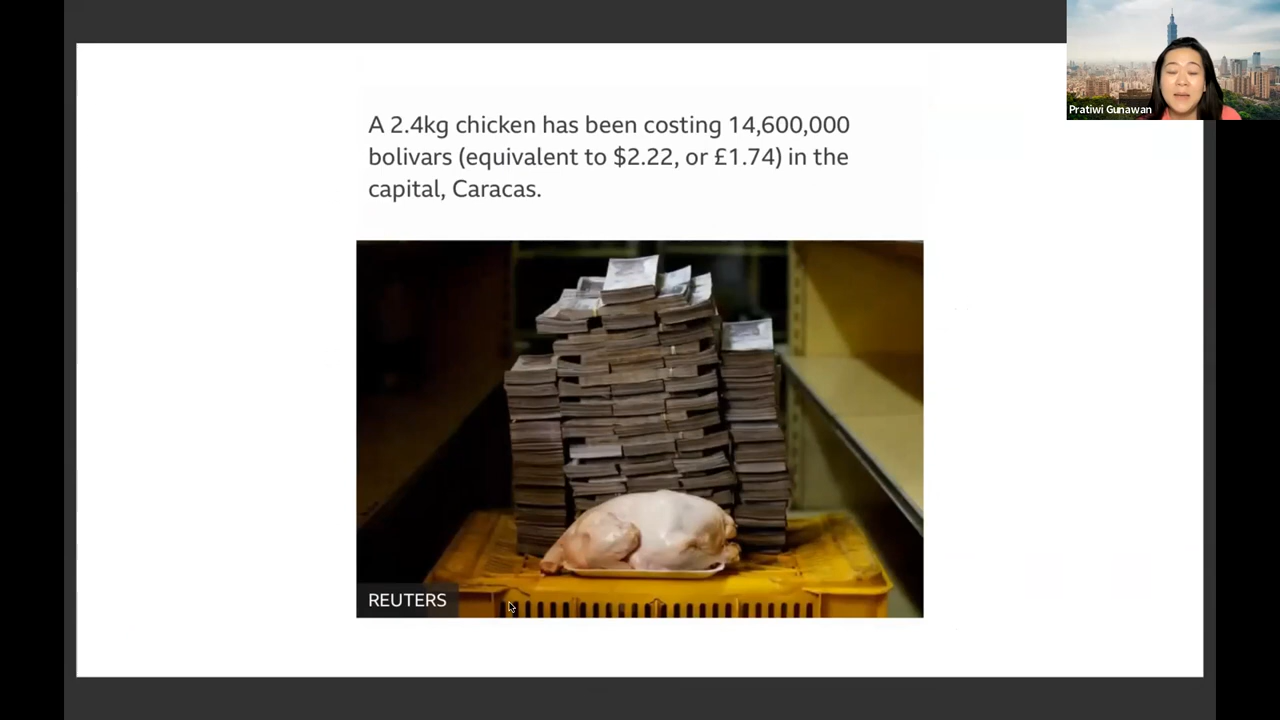 Pratiwi Gunawan
A 2.4kg chicken has been costing 14,600,000
bolivars (equivalent to $2.22, or £1.74) in the
capital, Caracas.
REUTERS